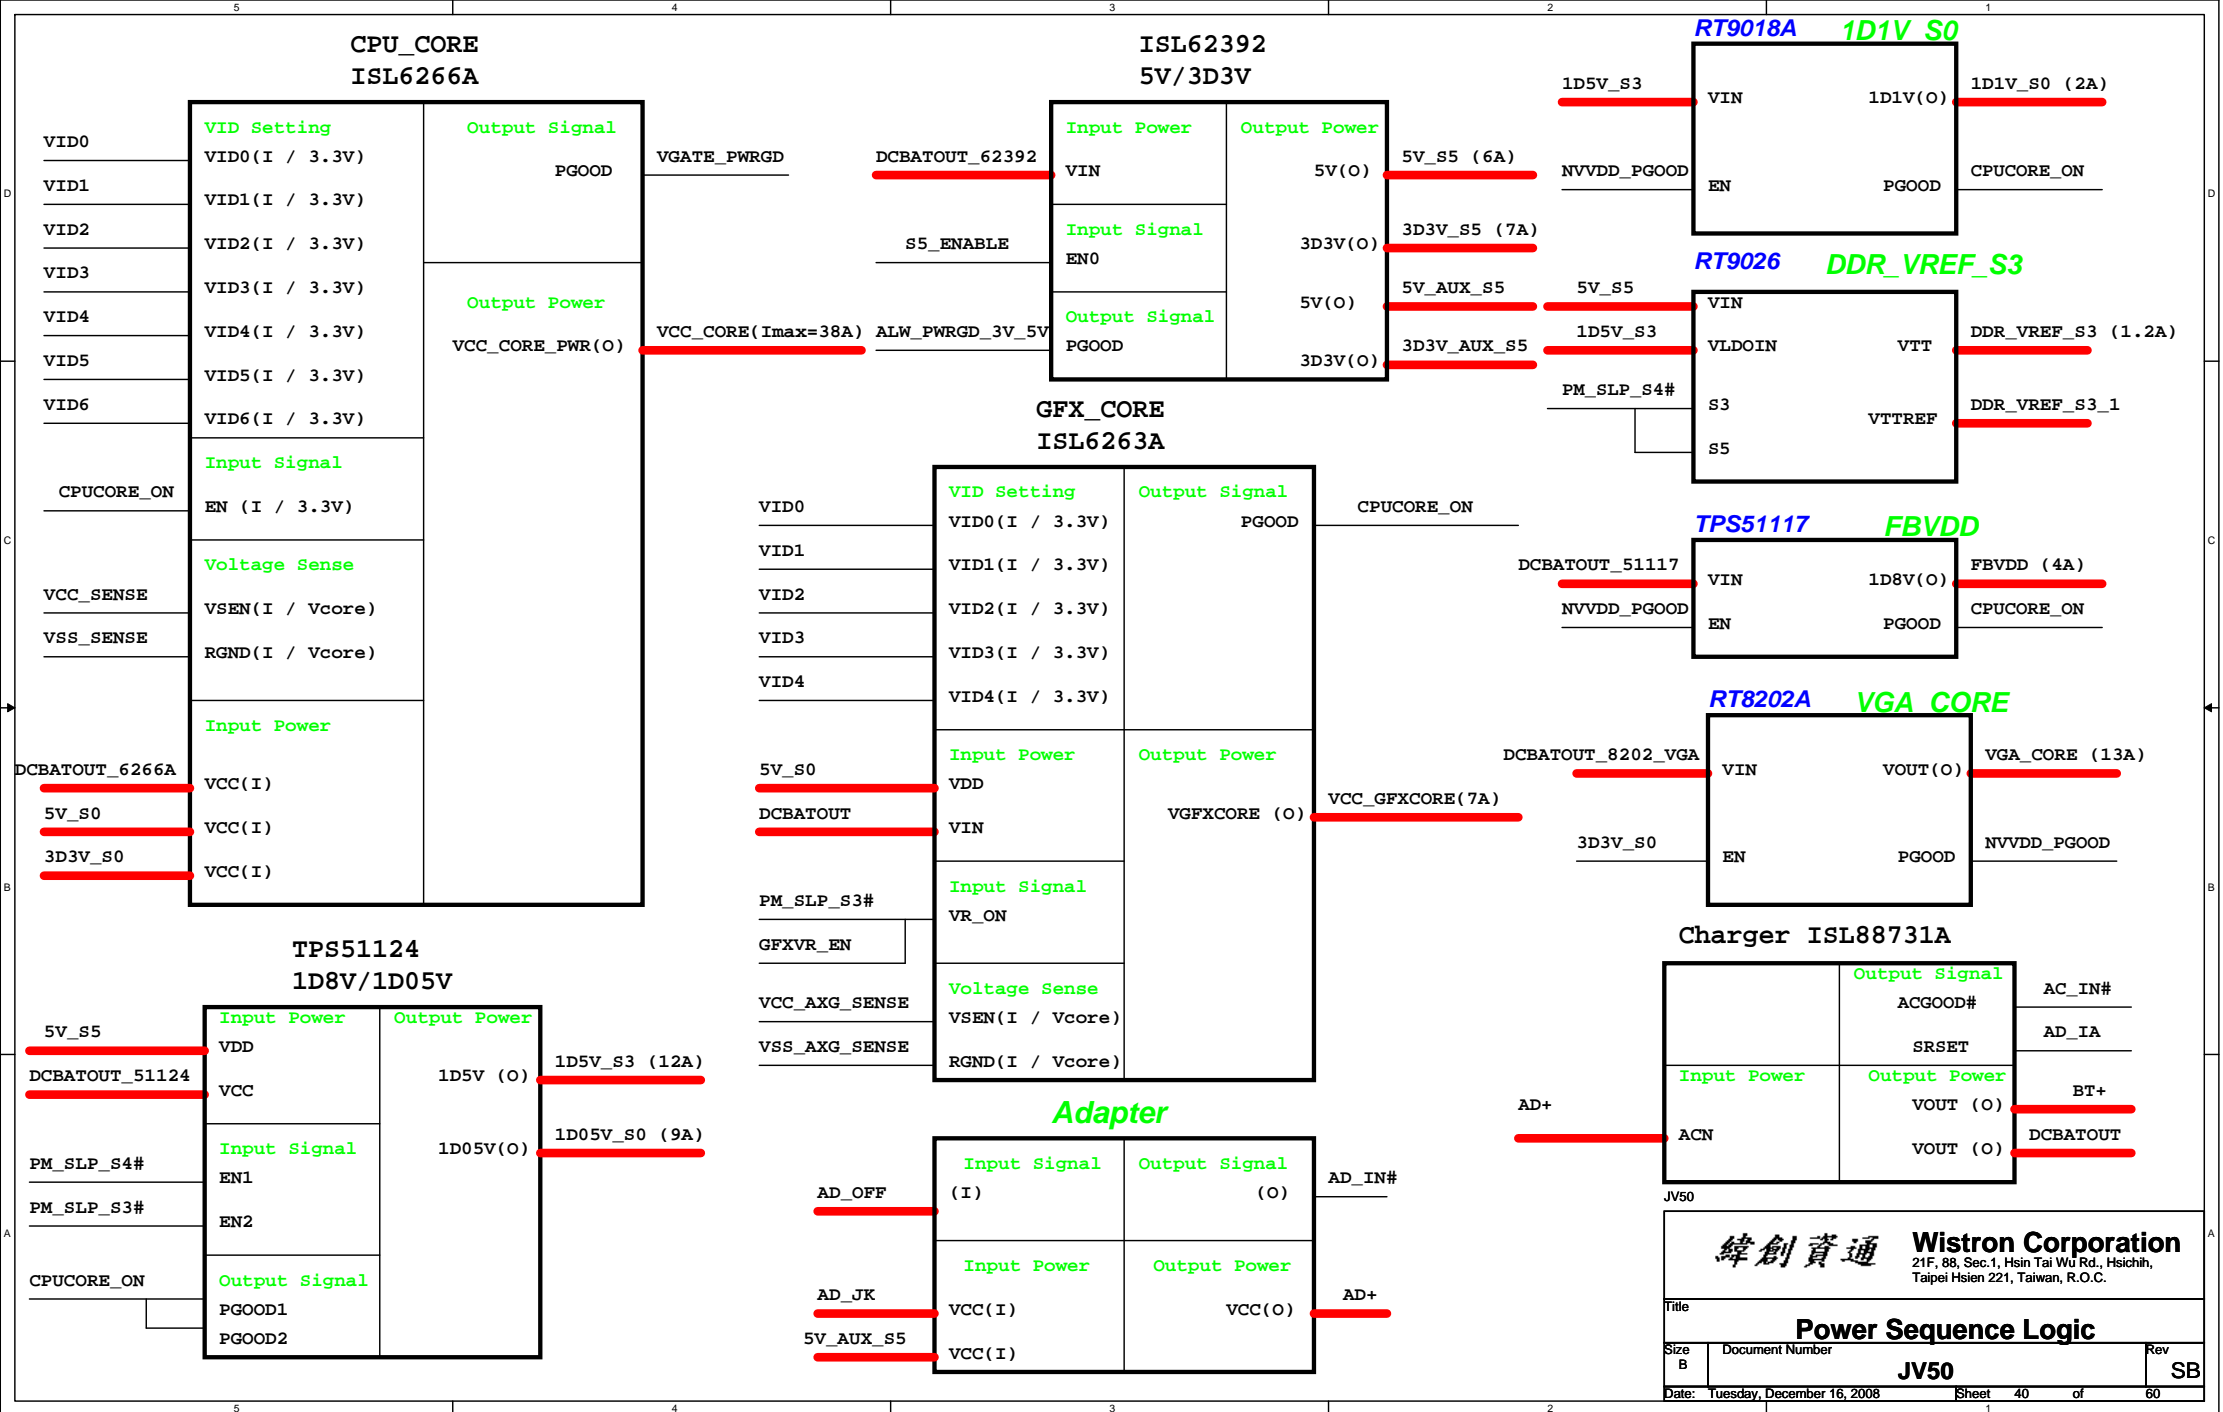 5 4 3 2 1
CPU_CORE
ISL6266A
VID Setting
VID0 VID0(I / 3.3V)
VID1 VID1(I / 3.3V)
VID2 VID2(I / 3.3V)
VID3 VID3(I / 3.3V)
VID4 VID4(I / 3.3V)
VID5 VID5(I / 3.3V)
VID6 VID6(I / 3.3V)
Input Signal
CPUCORE_ON EN (I / 3.3V)
Voltage Sense
VCC_SENSE VSEN(I / Vcore)
VSS_SENSE RGND(I / Vcore)
Input Power
DCBATOUT_6266A VCC(I)
5V_S0 VCC(I)
3D3V_S0 VCC(I)
Output Signal
PGOOD VGATE_PWRGD
Output Power
VCC_CORE_PWR(O) VCC_CORE(Imax=38A)
TPS51124
1D8V/1D05V
Input Power
5V_S5 VDD
DCBATOUT_51124 VCC
Input Signal
PM_SLP_S4# EN1
PM_SLP_S3# EN2
Output Signal
CPUCORE_ON PGOOD1
PGOOD2
Output Power
1D5V (O) 1D5V_S3 (12A)
1D05V(O) 1D05V_S0 (9A)
ISL62392
5V/3D3V
Input Power
DCBATOUT_62392 VIN
Input Signal
S5_ENABLE EN0
Output Signal
ALW_PWRGD_3V_5V PGOOD
Output Power
5V(O) 5V_S5 (6A)
3D3V(O) 3D3V_S5 (7A)
5V(O) 5V_AUX_S5
3D3V(O) 3D3V_AUX_S5
GFX_CORE
ISL6263A
VID Setting
VID0 VID0(I / 3.3V)
VID1 VID1(I / 3.3V)
VID2 VID2(I / 3.3V)
VID3 VID3(I / 3.3V)
VID4 VID4(I / 3.3V)
Input Power
5V_S0 VDD
DCBATOUT VIN
Input Signal
PM_SLP_S3# VR_ON
GFXVR_EN
Voltage Sense
VCC_AXG_SENSE VSEN(I / Vcore)
VSS_AXG_SENSE RGND(I / Vcore)
Output Signal
PGOOD CPUCORE_ON
Output Power
VGFXCORE (O) VCC_GFXCORE(7A)
Adapter
Input Signal
AD_OFF (I)
Output Signal
(O) AD_IN#
Input Power
AD_JK VCC(I)
5V_AUX_S5 VCC(I)
Output Power
VCC(O) AD+
RT9018A 1D1V_S0
1D5V_S3 VIN 1D1V(O) 1D1V_S0 (2A)
NVVDD_PGOOD EN PGOOD CPUCORE_ON
RT9026 DDR_VREF_S3
5V_S5 VIN
1D5V_S3 VLDOIN VTT DDR_VREF_S3 (1.2A)
PM_SLP_S4# S3 VTTREF DDR_VREF_S3_1
S5
TPS51117 FBVDD
DCBATOUT_51117 VIN 1D8V(O) FBVDD (4A)
NVVDD_PGOOD EN PGOOD CPUCORE_ON
RT8202A VGA_CORE
DCBATOUT_8202_VGA VIN VOUT(O) VGA_CORE (13A)
3D3V_S0 EN PGOOD NVVDD_PGOOD
Charger ISL88731A
Output Signal
ACGOOD# AC_IN#
SRSET AD_IA
Input Power
AD+ ACN
Output Power
VOUT (O) BT+
VOUT (O) DCBATOUT
JV50
緯創資通 Wistron Corporation
21F, 88, Sec.1, Hsin Tai Wu Rd., Hsichih,
Taipei Hsien 221, Taiwan, R.O.C.
Title
Power Sequence Logic
Size Document Number Rev
B JV50 SB
Date: Tuesday, December 16, 2008 Sheet 40 of 60
D D
C C
B B
A A
5 4 3 2 1